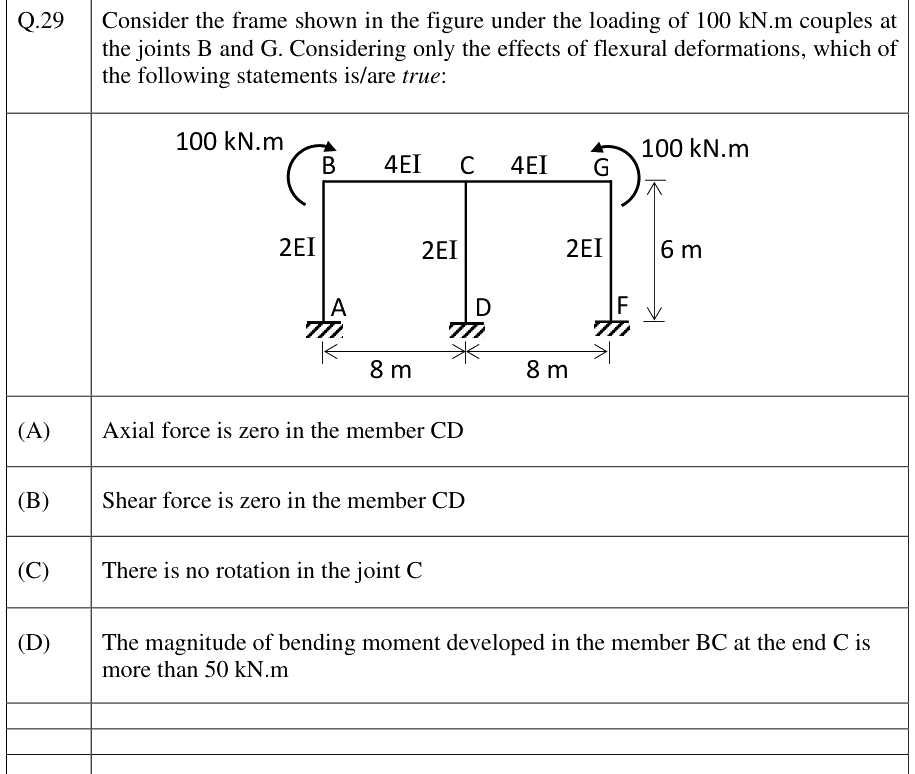 Q.29
Consider the frame shown in the figure under the loading of 100 kN.m couples at
the joints B and G. Considering only the effects of flexural deformations, which of
the following statements is/are true:
100 kN.m
100 kN.m
B 4EI C 4EI G
2EI 2EI 2EI 6 m
A D F
8 m 8 m
(A) Axial force is zero in the member CD
(B) Shear force is zero in the member CD
(C) There is no rotation in the joint C
(D) The magnitude of bending moment developed in the member BC at the end C is
more than 50 kN.m